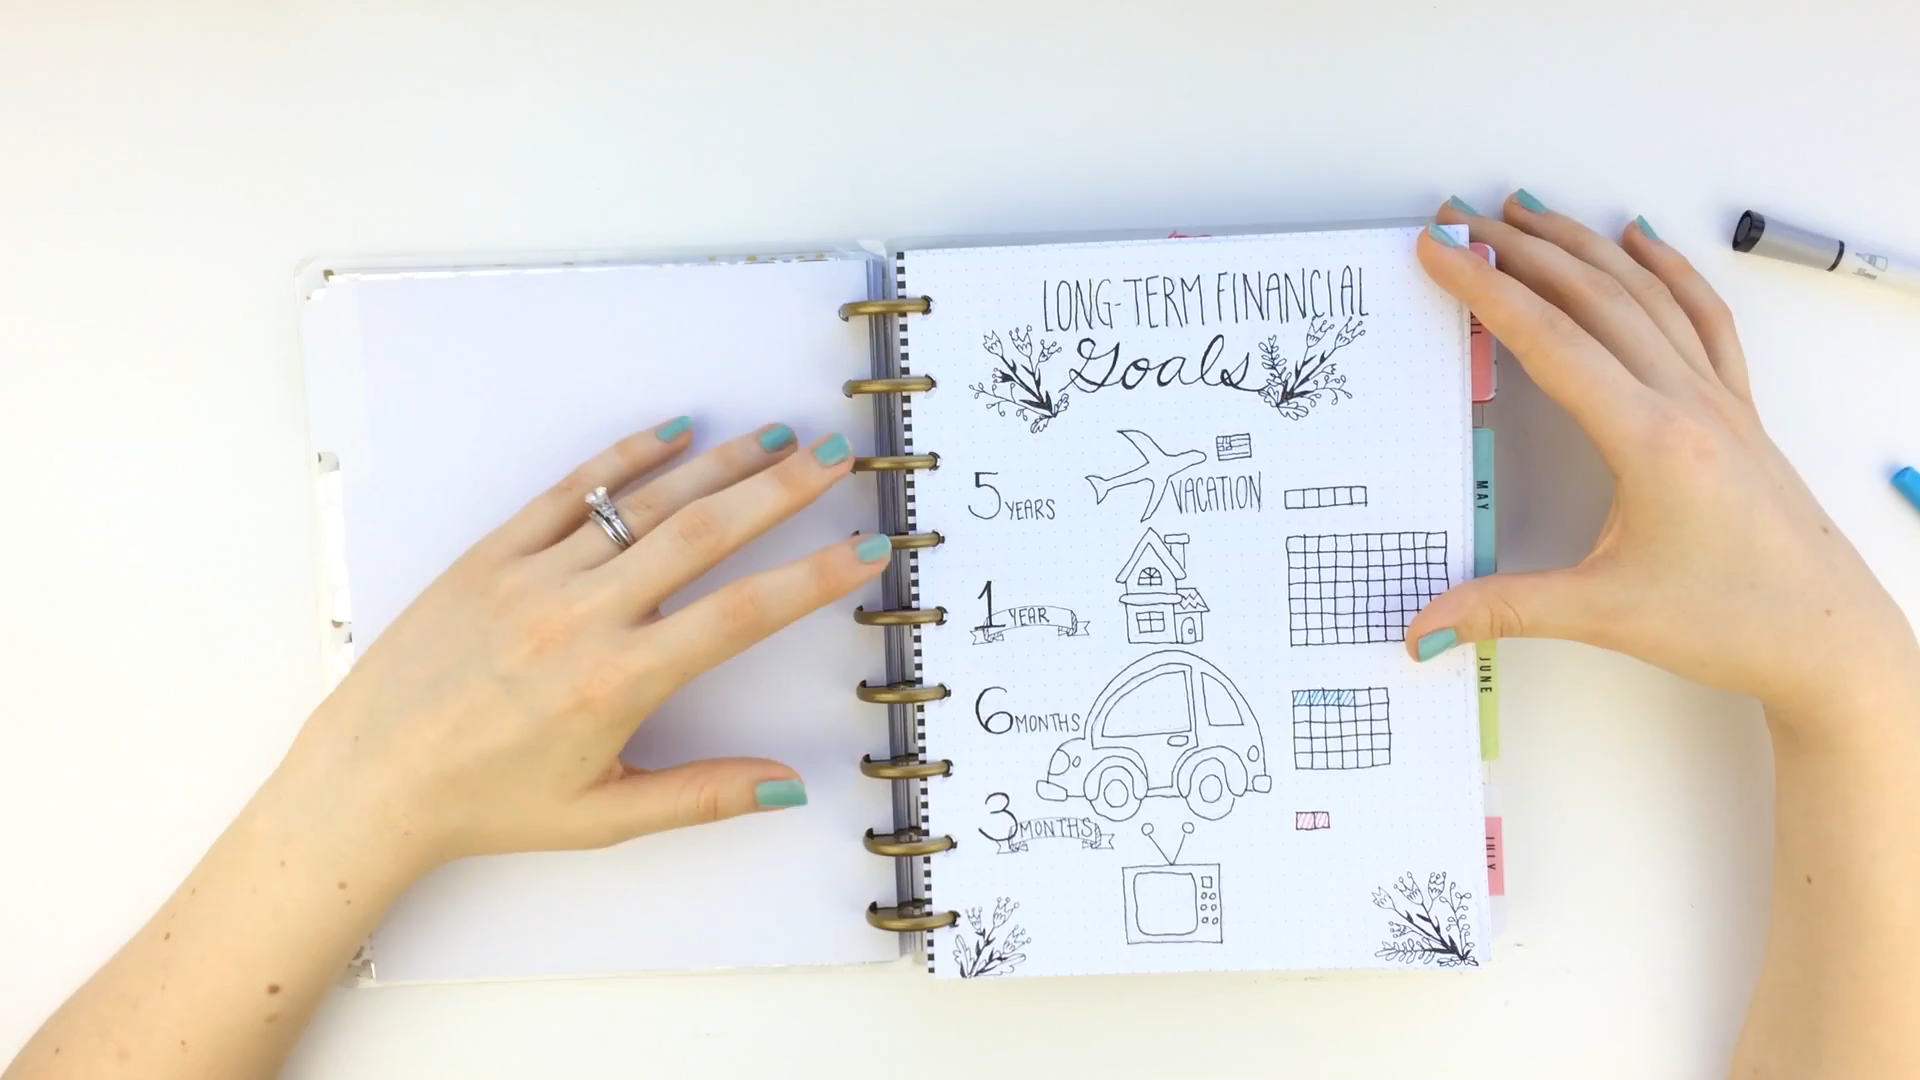 LONG-TERM FINANCIAL
Goals
5 YEARS
VACATION
1 YEAR
6 MONTHS
3 MONTHS
MAY
JUNE
JULY